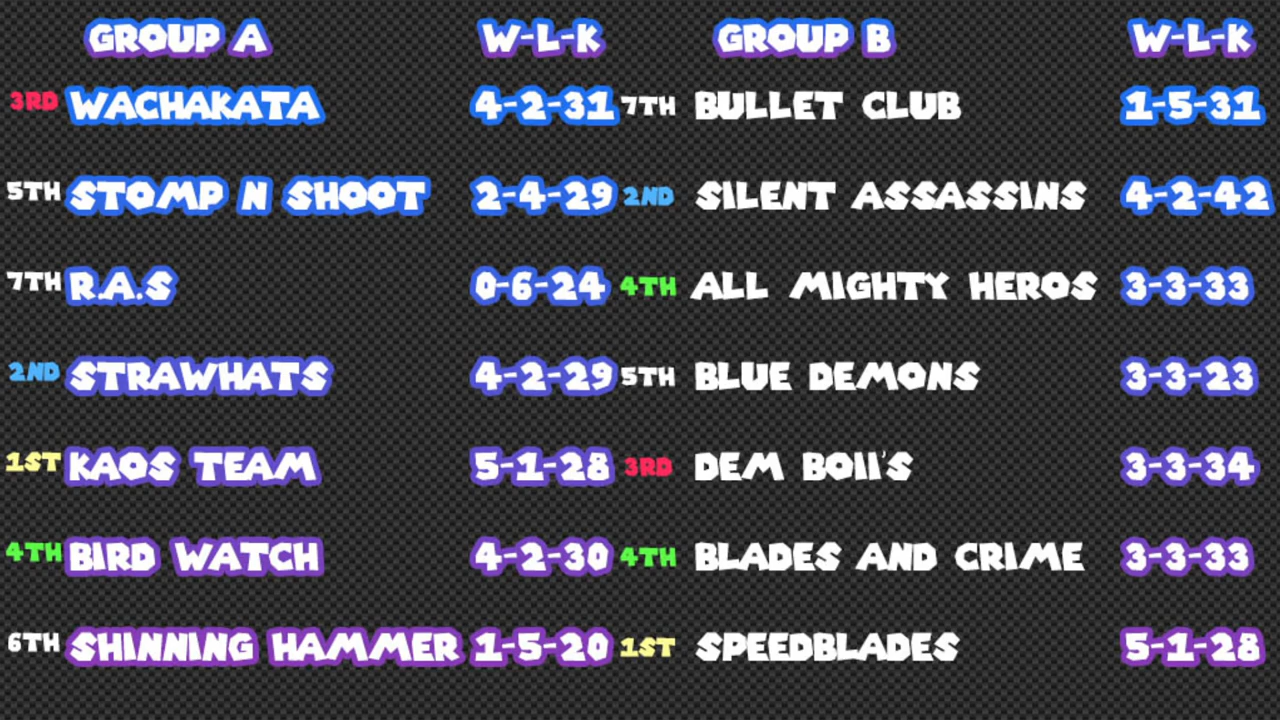 GROUP A W-L-K GROUP B W-L-K
3RD WACHAKATA 4-2-31 7TH BULLET CLUB 1-5-31
5TH STOMP N SHOOT 2-4-29 2ND SILENT ASSASSINS 4-2-42
7TH R.A.S 0-6-24 4TH ALL MIGHTY HEROS 3-3-33
2ND STRAWHATS 4-2-29 5TH BLUE DEMONS 3-3-23
1ST KAOS TEAM 5-1-28 3RD DEM BOII'S 3-3-34
4TH BIRD WATCH 4-2-30 4TH BLADES AND CRIME 3-3-33
6TH SHINNING HAMMER 1-5-20 1ST SPEEDBLADES 5-1-28